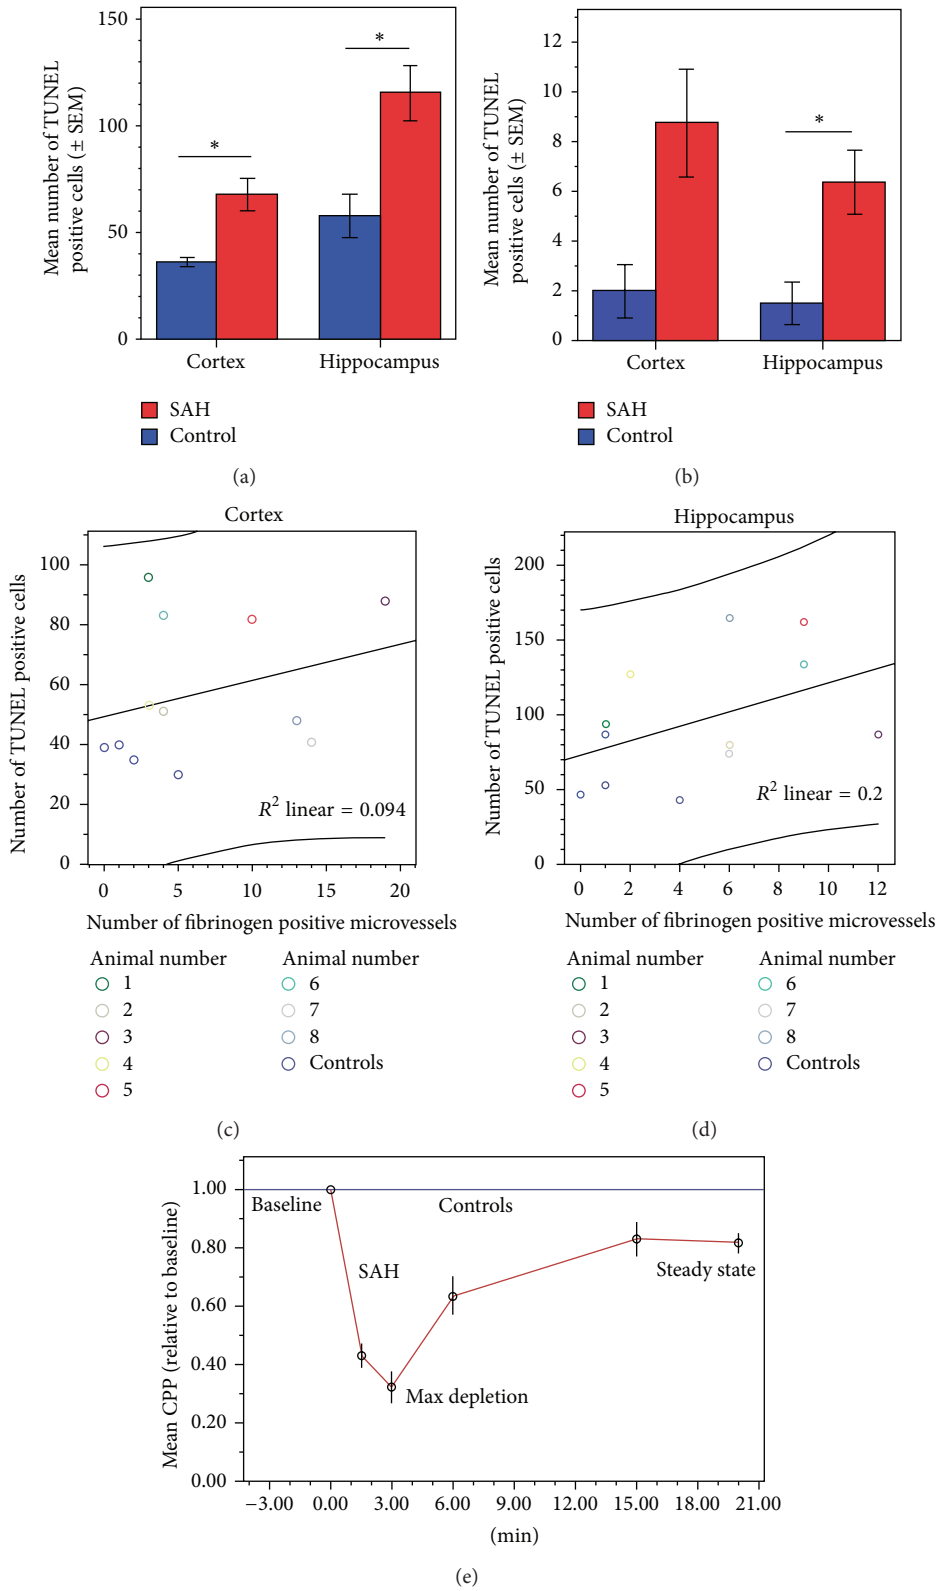 Mean number of TUNEL
positive cells (± SEM)
150
100
50
0
*
*
Cortex
Hippocampus
SAH
Control
(a)
Mean number of TUNEL
positive cells (± SEM)
12
10
8
6
4
2
0
*
Cortex
Hippocampus
SAH
Control
(b)
Cortex
Number of TUNEL positive cells
100
80
60
40
20
0
R² linear = 0.094
0 5 10 15 20
Number of fibrinogen positive microvessels
Animal number
1
2
3
4
5
Animal number
6
7
8
Controls
(c)
Hippocampus
Number of TUNEL positive cells
200
150
100
50
0
R² linear = 0.2
0 2 4 6 8 10 12
Number of fibrinogen positive microvessels
Animal number
1
2
3
4
5
Animal number
6
7
8
Controls
(d)
Mean CPP (relative to baseline)
1.00
0.80
0.60
0.40
0.20
0.00
Baseline
Controls
SAH
Steady state
Max depletion
−3.00 0.00 3.00 6.00 9.00 12.00 15.00 18.00 21.00
(min)
(e)